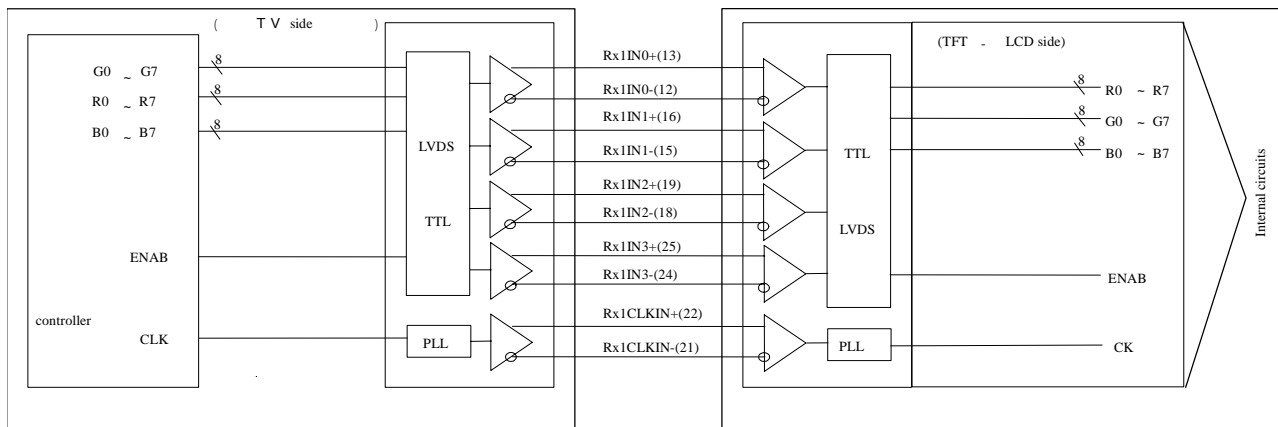 ( T V side )
G0 ~ G7
8
R0 ~ R7
8
B0 ~ B7
8
ENAB
controller
CLK
LVDS
TTL
PLL
Rx1IN0+(13)
Rx1IN0-(12)
Rx1IN1+(16)
Rx1IN1-(15)
Rx1IN2+(19)
Rx1IN2-(18)
Rx1IN3+(25)
Rx1IN3-(24)
Rx1CLKIN+(22)
Rx1CLKIN-(21)
(TFT - LCD side)
TTL
LVDS
PLL
8
R0 ~ R7
8
G0 ~ G7
8
B0 ~ B7
ENAB
CK
Internal circuits